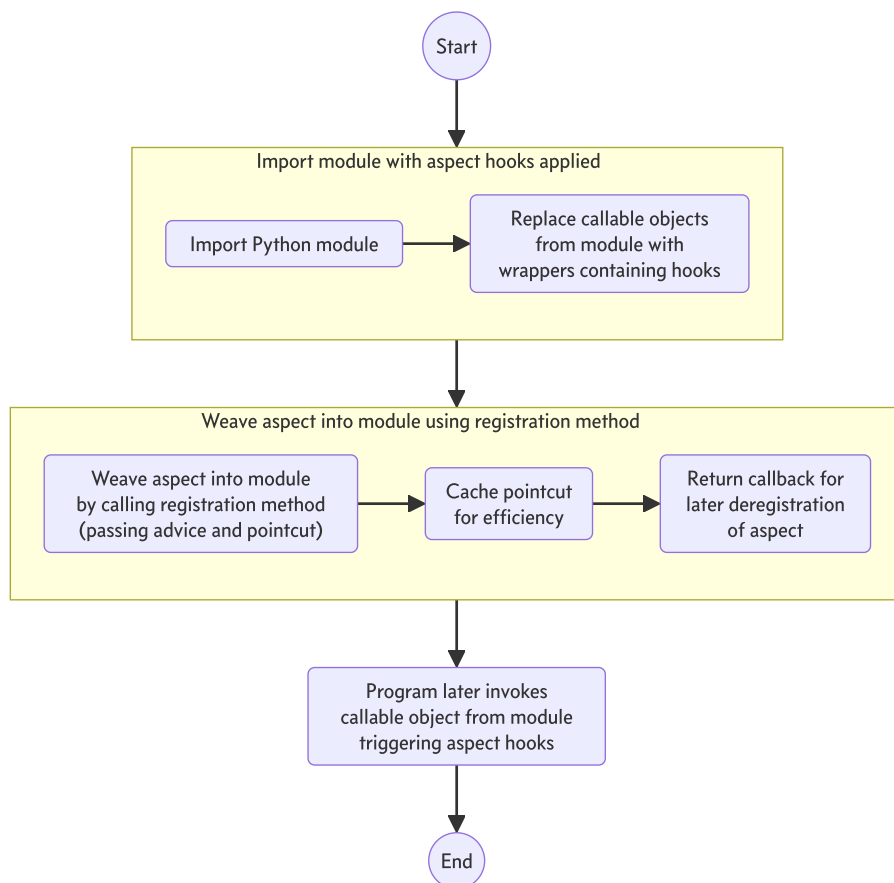 Start
Import module with aspect hooks applied
Import Python module
Replace callable objects
from module with
wrappers containing hooks
Weave aspect into module using registration method
Weave aspect into module
by calling registration method
(passing advice and pointcut)
Cache pointcut
for efficiency
Return callback for
later deregistration
of aspect
Program later invokes
callable object from module
triggering aspect hooks
End